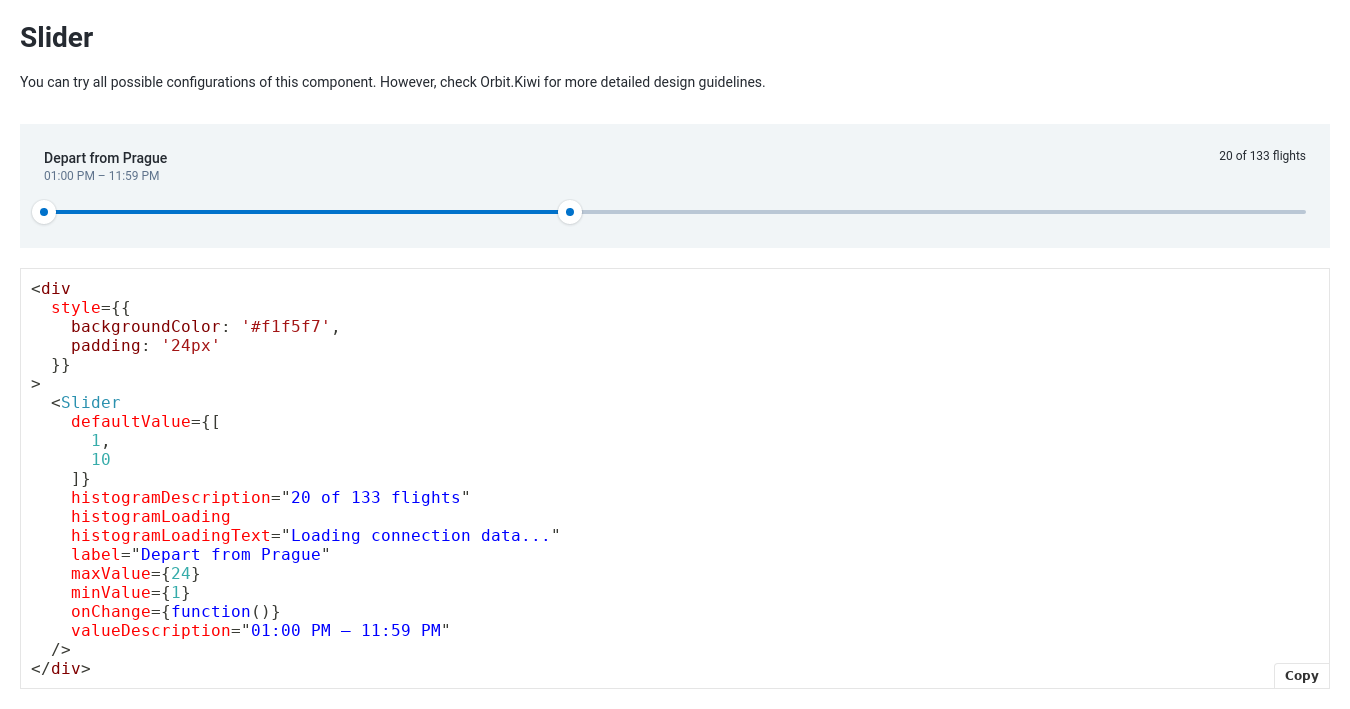 Slider
You can try all possible configurations of this component. However, check Orbit.Kiwi for more detailed design guidelines.
Depart from Prague
20 of 133 flights
01:00 PM – 11:59 PM
<div
  style={{
    backgroundColor: '#f1f5f7',
    padding: '24px'
  }}
>
  <Slider
    defaultValue={[
      1,
      10
    ]}
    histogramDescription="20 of 133 flights"
    histogramLoading
    histogramLoadingText="Loading connection data..."
    label="Depart from Prague"
    maxValue={24}
    minValue={1}
    onChange={function()}
    valueDescription="01:00 PM – 11:59 PM"
  />
</div>
Copy